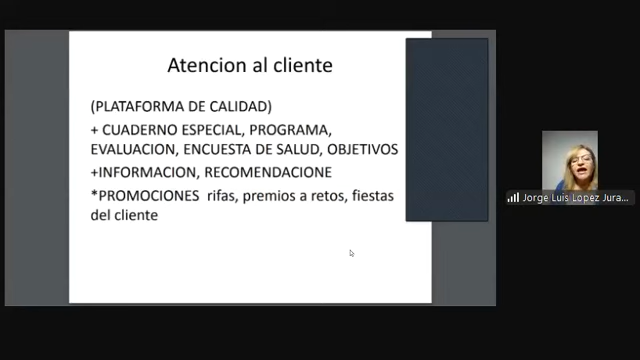 Atencion al cliente
(PLATAFORMA DE CALIDAD)
+ CUADERNO ESPECIAL, PROGRAMA,
EVALUACION, ENCUESTA DE SALUD, OBJETIVOS
+INFORMACION, RECOMENDACIONE
*PROMOCIONES rifas, premios a retos, fiestas
del cliente
Jorge Luis Lopez Jura...